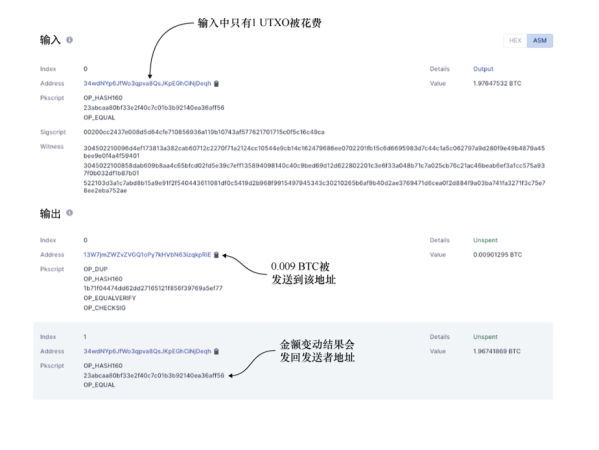 输入中只有1 UTXO被花费
输入
HEX ASM
Index 0 Details Output
Address 34wdNYp6JfWo3qpva8QsJKpEGhCiNjDeqh Value 1.97647532 BTC
Pkscript OP_HASH160
23abcaa80bf33e2f40c7c01b3b92140ea36aff56
OP_EQUAL
Sigscript 00200cc2437e008d5d64cfe710856936a119b10743af577621701715c0f5c16c49ca
Witness
输出
Index 0 Details Unspent
Address 13W7jmZWZvZVGQ1oPy7kHVbN63izqkpRiE Value 0.00901295 BTC
Pkscript OP_DUP
OP_HASH160
1b71f04474dd62dd27165121f856f39769a5ef77
OP_EQUALVERIFY
OP_CHECKSIG
0.009 BTC被
发送到该地址
Index 1 Details Unspent
Address 34wdNYp6JfWo3qpva8QsJKpEGhCiNjDeqh Value 1.96741869 BTC
Pkscript OP_HASH160
23abcaa80bf33e2f40c7c01b3b92140ea36aff56
OP_EQUAL
金额变动结果会
发回发送者地址